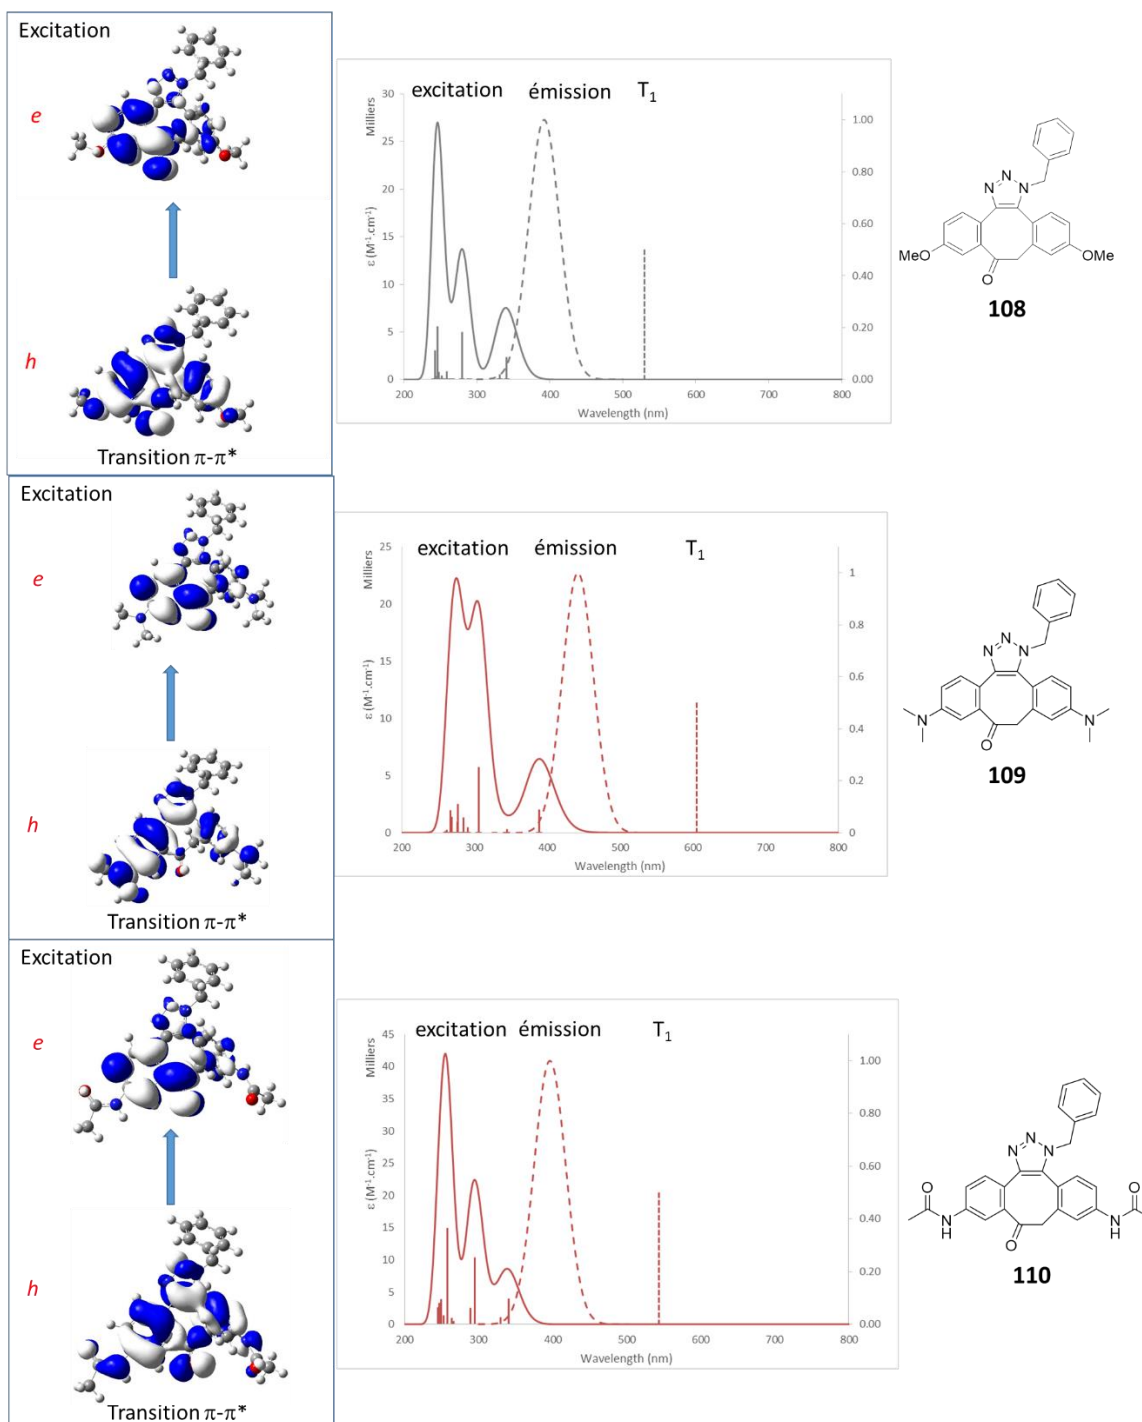 Excitation
e
h
Transition π-π*
excitation émission T1
Milliers
ε (M-1.cm-1)
30
25
20
15
10
5
0
1.00
0.80
0.60
0.40
0.20
0.00
200 300 400 500 600 700 800
Wavelength (nm)
N
N
N
MeO
O
OMe
108
Excitation
e
h
Transition π-π*
excitation émission T1
Milliers
ε (M-1.cm-1)
25
20
15
10
5
0
1
0.8
0.6
0.4
0.2
0
200 300 400 500 600 700 800
Wavelength (nm)
N
N
N
N
O
N
109
Excitation
e
h
Transition π-π*
excitation émission T1
Milliers
ε (M-1.cm-1)
45
40
35
30
25
20
15
10
5
0
1.00
0.80
0.60
0.40
0.20
0.00
200 300 400 500 600 700 800
Wavelength (nm)
N
N
N
O
O
N
H
O
N
H
110